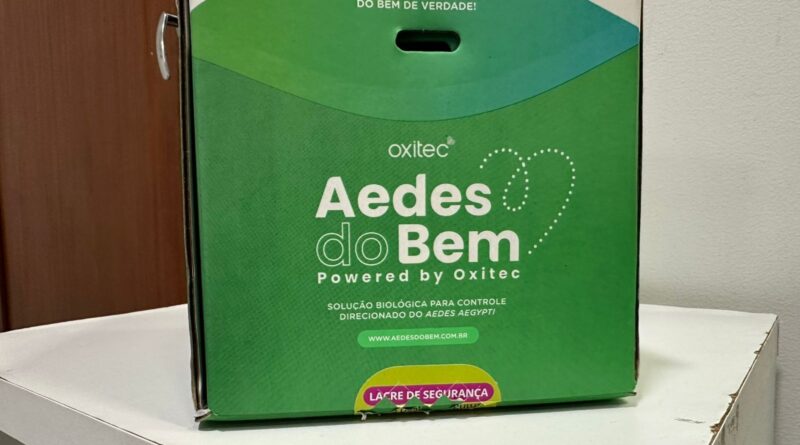 DO BEM DE VERDADE!
oxitec
Aedes
do Bem
Powered by Oxitec
SOLUÇÃO BIOLÓGICA PARA CONTROLE
DIRECIONADO DO AEDES AEGYPTI
WWW.AEDESDOBEM.COM.BR
LACRE DE SEGURANÇA